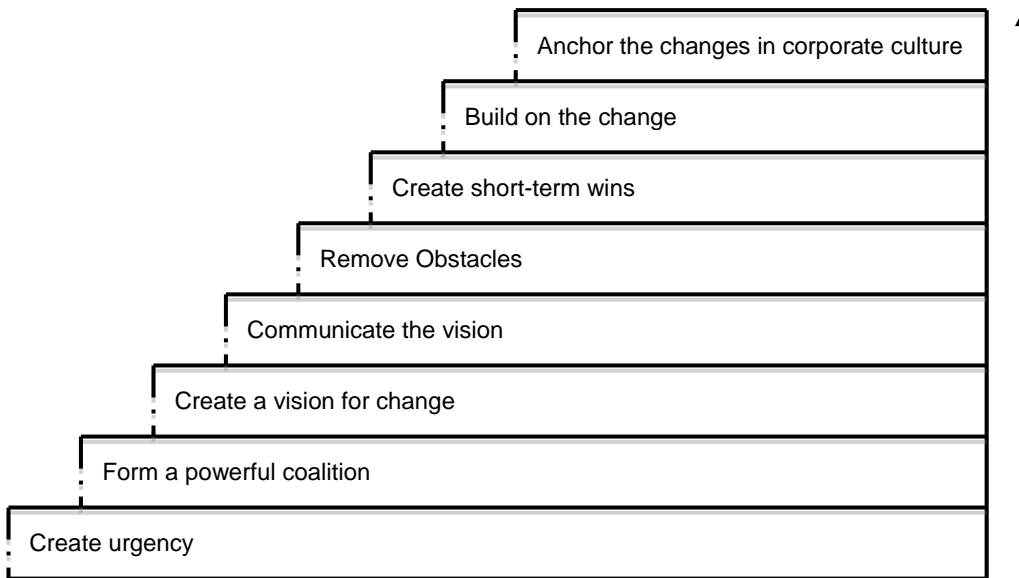 Anchor the changes in corporate culture
Build on the change
Create short-term wins
Remove Obstacles
Communicate the vision
Create a vision for change
Form a powerful coalition
Create urgency